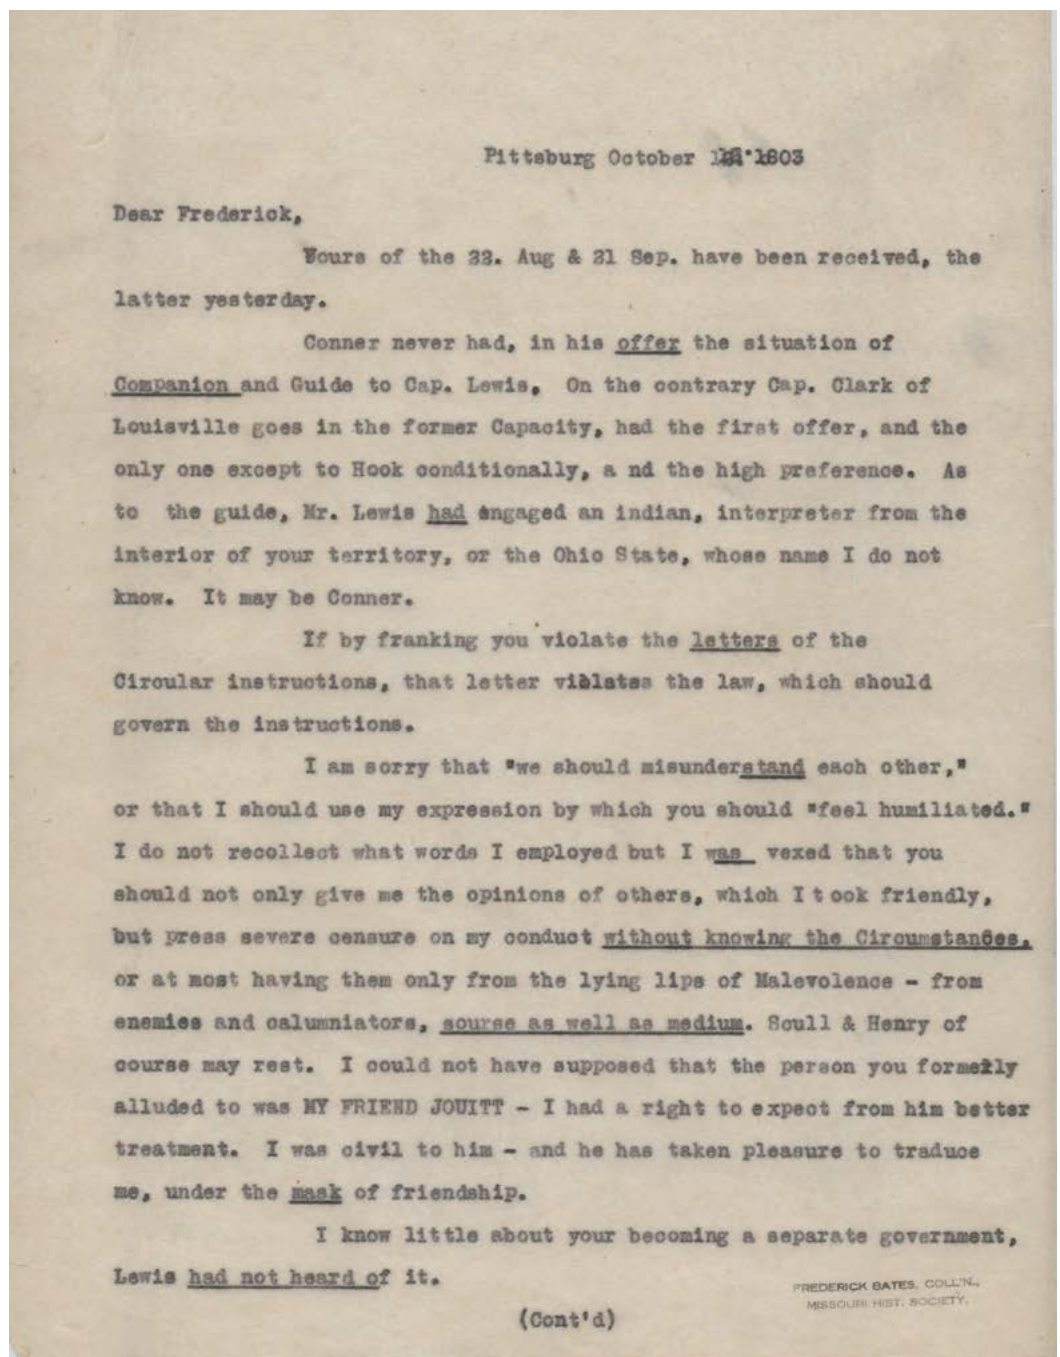 Pittsburg October 1803
Dear Frederick,
Yours of the 22. Aug & 21 Sep. have been received, the
latter yesterday.
Conner never had, in his offer the situation of
Companion and Guide to Cap. Lewis. On the contrary Cap. Clark of
Louisville goes in the former Capacity, had the first offer, and the
only one except to Hook conditionally, a nd the high preference. As
to the guide, Mr. Lewis had engaged an indian, interpreter from the
interior of your territory, or the Ohio State, whose name I do not
know. It may be Conner.
If by franking you violate the letters of the
Circular instructions, that letter violates the law, which should
govern the instructions.
I am sorry that "we should misunderstand each other,"
or that I should use my expression by which you should "feel humiliated."
I do not recollect what words I employed but I was vexed that you
should not only give me the opinions of others, which I t ook friendly,
but press severe censure on my conduct without knowing the Circumstances,
or at most having them only from the lying lips of Malevolence - from
enemies and calumniators, sourse as well as medium. Scull & Henry of
course may rest. I could not have supposed that the person you formerly
alluded to was MY FRIEND JOUITT - I had a right to expect from him better
treatment. I was civil to him - and he has taken pleasure to traduce
me, under the mask of friendship.
I know little about your becoming a separate government,
Lewis had not heard of it.
FREDERICK BATES, COLL'N.,
MISSOURI HIST. SOCIETY.
(Cont'd)